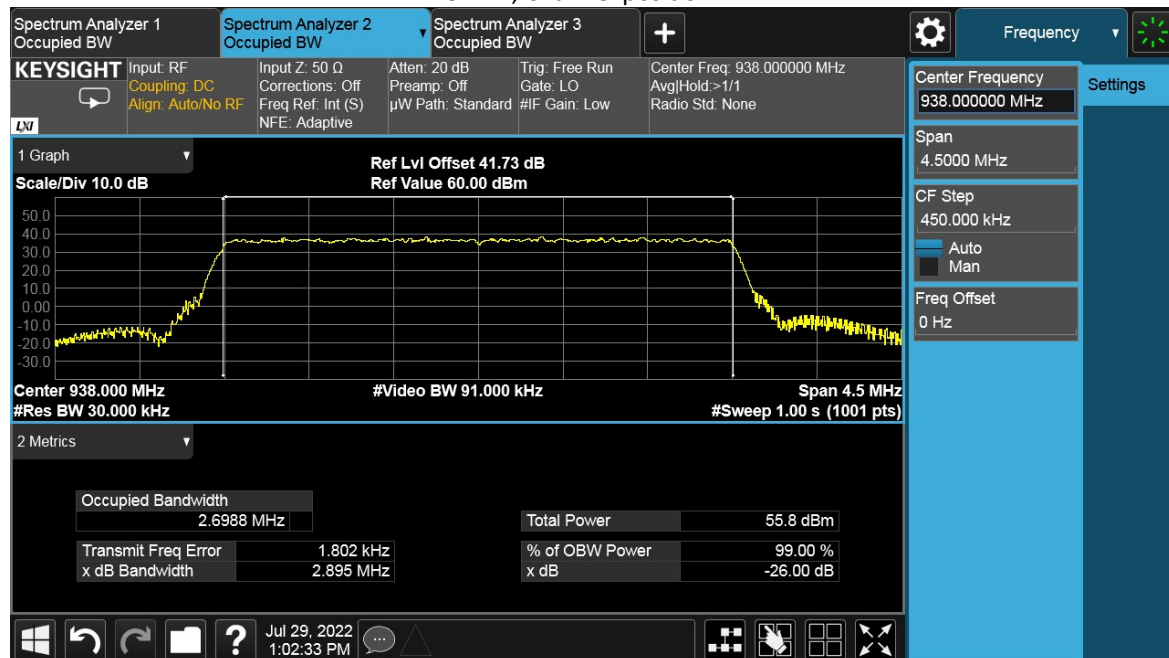 Spectrum Analyzer 1
Occupied BW
Spectrum Analyzer 2
Occupied BW
Spectrum Analyzer 3
Occupied BW
Frequency
KEYSIGHT
LXI
Input: RF
Coupling: DC
Align: Auto/No RF
Input Z: 50 Ω
Corrections: Off
Freq Ref: Int (S)
NFE: Adaptive
Atten: 20 dB
Preamp: Off
µW Path: Standard
Trig: Free Run
Gate: LO
#IF Gain: Low
Center Freq: 938.000000 MHz
Avg|Hold:>1/1
Radio Std: None
Center Frequency
938.000000 MHz
Settings
Span
4.5000 MHz
CF Step
450.000 kHz
Auto
Man
Freq Offset
0 Hz
1 Graph
Scale/Div 10.0 dB
Ref Lvl Offset 41.73 dB
Ref Value 60.00 dBm
50.0
40.0
30.0
20.0
10.0
0.00
-10.0
-20.0
-30.0
Center 938.000 MHz
#Video BW 91.000 kHz
Span 4.5 MHz
#Res BW 30.000 kHz
#Sweep 1.00 s (1001 pts)
2 Metrics
Occupied Bandwidth
2.6988 MHz
Total Power 55.8 dBm
Transmit Freq Error 1.802 kHz
% of OBW Power 99.00 %
x dB Bandwidth 2.895 MHz
x dB -26.00 dB
?
Jul 29, 2022
1:02:33 PM